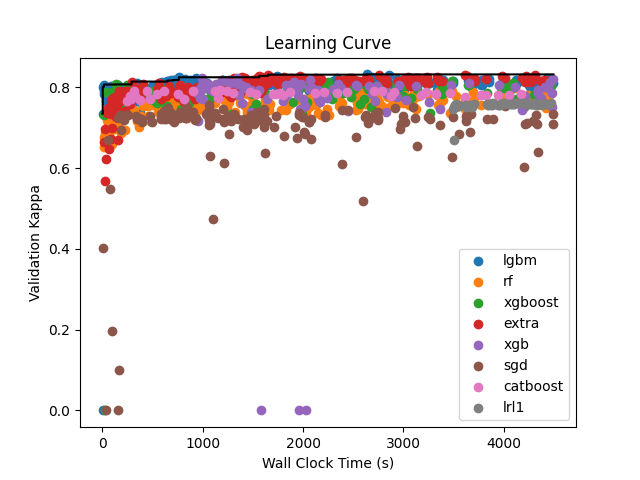 Learning Curve
Validation Kappa
0.8
0.6
0.4
0.2
0.0
lgbm
rf
xgboost
extra
xgb
sgd
catboost
lrl1
0 1000 2000 3000 4000
Wall Clock Time (s)